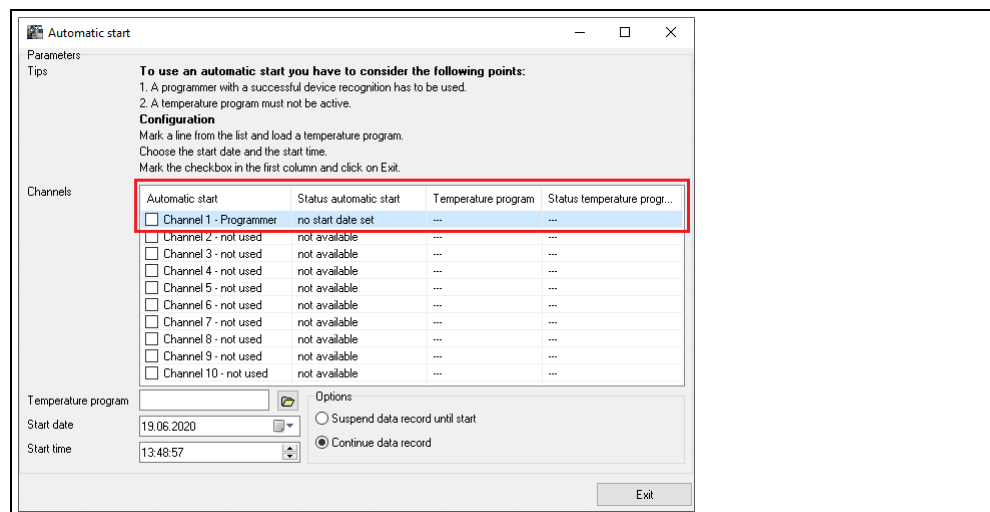 Automatic start
Parameters
Tips
To use an automatic start you have to consider the following points:
1. A programmer with a successful device recognition has to be used.
2. A temperature program must not be active.
Configuration
Mark a line from the list and load a temperature program.
Choose the start date and the start time.
Mark the checkbox in the first column and click on Exit.
Channels
Automatic start Status automatic start Temperature program Status temperature progr...
Channel 1 - Programmer no start date set --- ---
Channel 2 - not used not available --- ---
Channel 3 - not used not available --- ---
Channel 4 - not used not available --- ---
Channel 5 - not used not available --- ---
Channel 6 - not used not available --- ---
Channel 7 - not used not available --- ---
Channel 8 - not used not available --- ---
Channel 9 - not used not available --- ---
Channel 10 - not used not available --- ---
Temperature program
Start date 19.06.2020
Start time 13:48:57
Options
Suspend data record until start
Continue data record
Exit